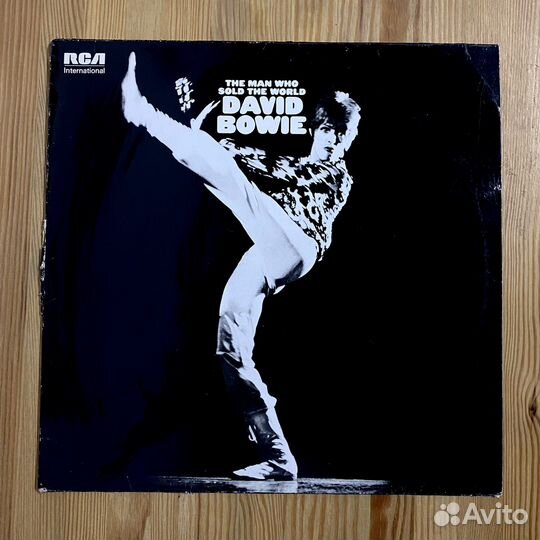 RCA
International
THE MAN WHO
SOLD THE WORLD
DAVID
BOWIE
Avito